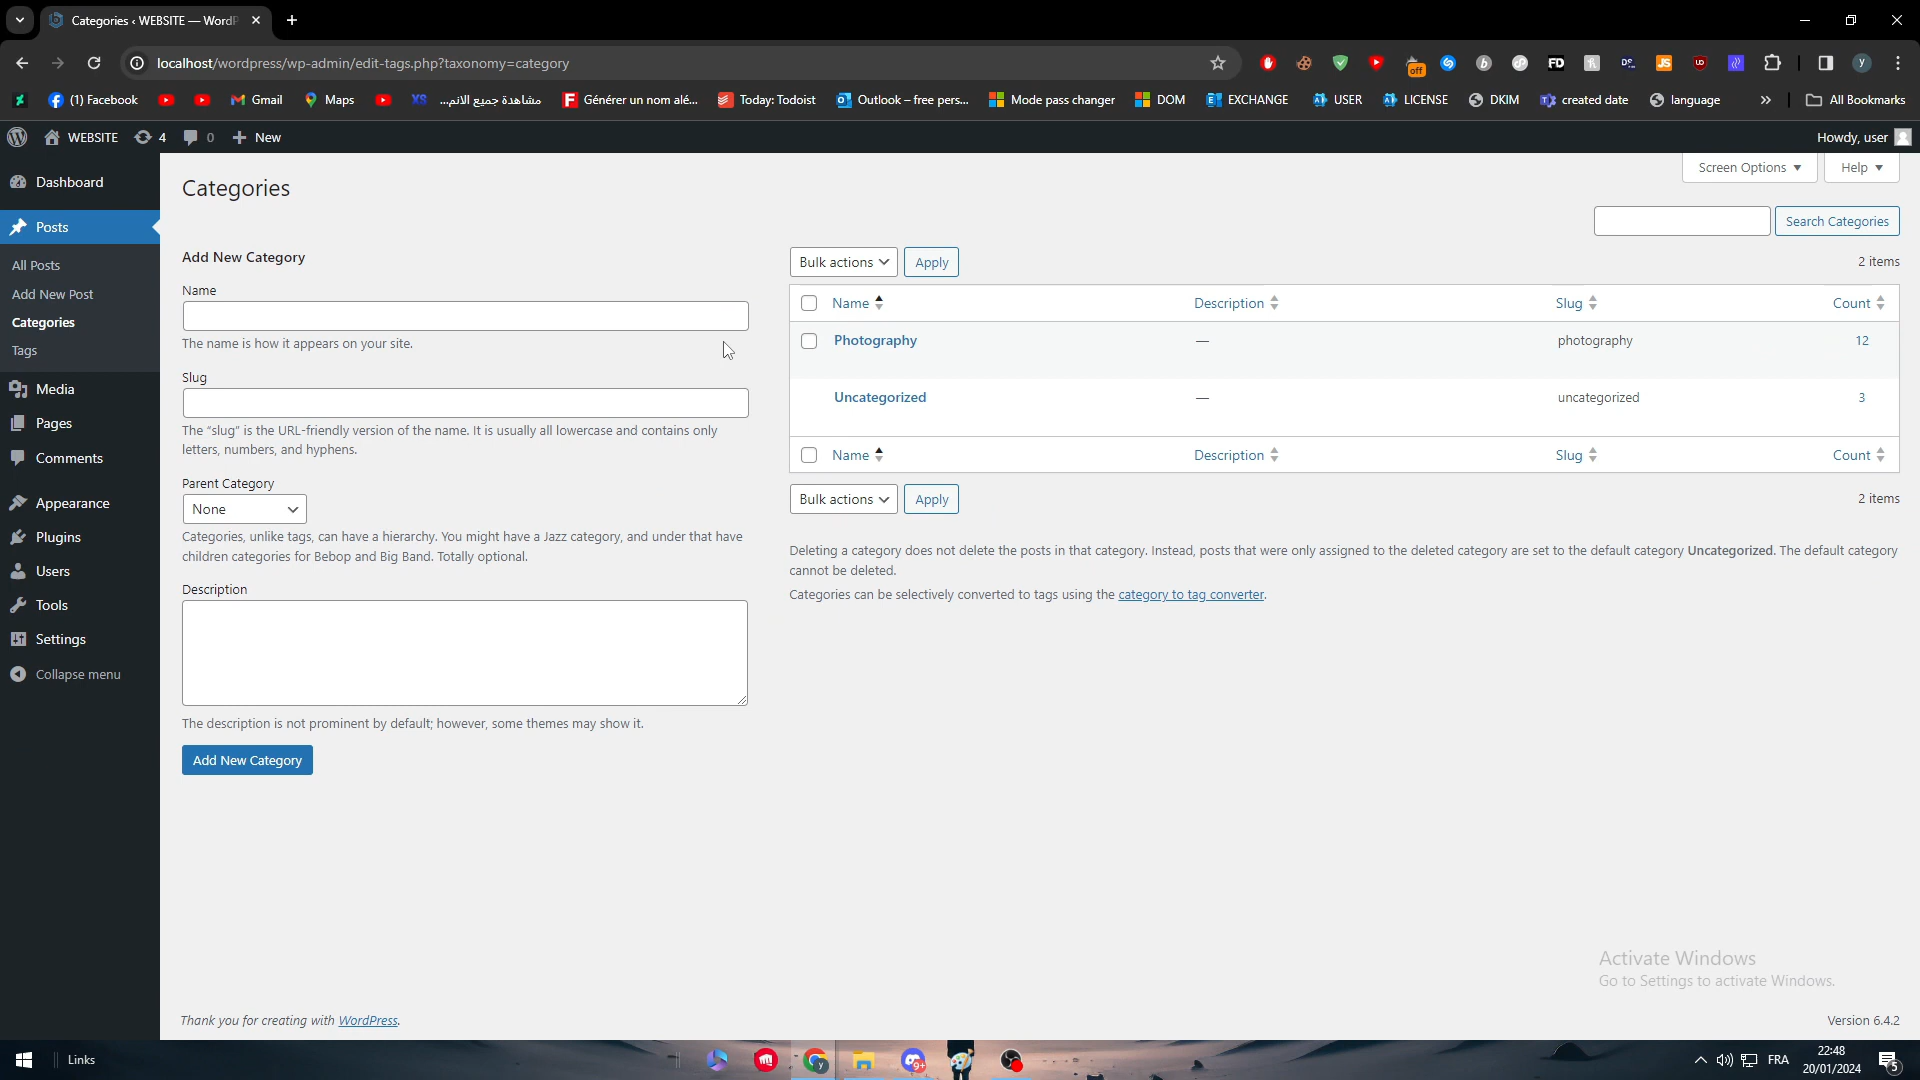 Categories ‹ WEBSITE — WordP
localhost/wordpress/wp-admin/edit-tags.php?taxonomy=category
off
FD
JS
(1) Facebook
Gmail
Maps
XS
مشاهدة جميع الانم...
Générer un nom alé...
Today: Todoist
Outlook – free pers...
Mode pass changer
DOM
EXCHANGE
USER
LICENSE
DKIM
created date
language
»
All Bookmarks
WEBSITE
4
0
New
Howdy, user
Dashboard
Posts
All Posts
Add New Post
Categories
Tags
Media
Pages
Comments
Appearance
Plugins
Users
Tools
Settings
Collapse menu
Screen Options
Help
Categories
Search Categories
Add New Category
Name
The name is how it appears on your site.
Slug
The “slug” is the URL-friendly version of the name. It is usually all lowercase and contains only
letters, numbers, and hyphens.
Parent Category
None
Categories, unlike tags, can have a hierarchy. You might have a Jazz category, and under that have
children categories for Bebop and Big Band. Totally optional.
Description
The description is not prominent by default; however, some themes may show it.
Add New Category
Bulk actions
Apply
2 items
Name
Description
Slug
Count
Photography
—
photography
12
Uncategorized
—
uncategorized
3
Name
Description
Slug
Count
Bulk actions
Apply
2 items
Deleting a category does not delete the posts in that category. Instead, posts that were only assigned to the deleted category are set to the default category Uncategorized. The default category
cannot be deleted.
Categories can be selectively converted to tags using the category to tag converter.
Activate Windows
Go to Settings to activate Windows.
Thank you for creating with WordPress.
Version 6.4.2
Links
9+
FRA
22:48
20/01/2024
5